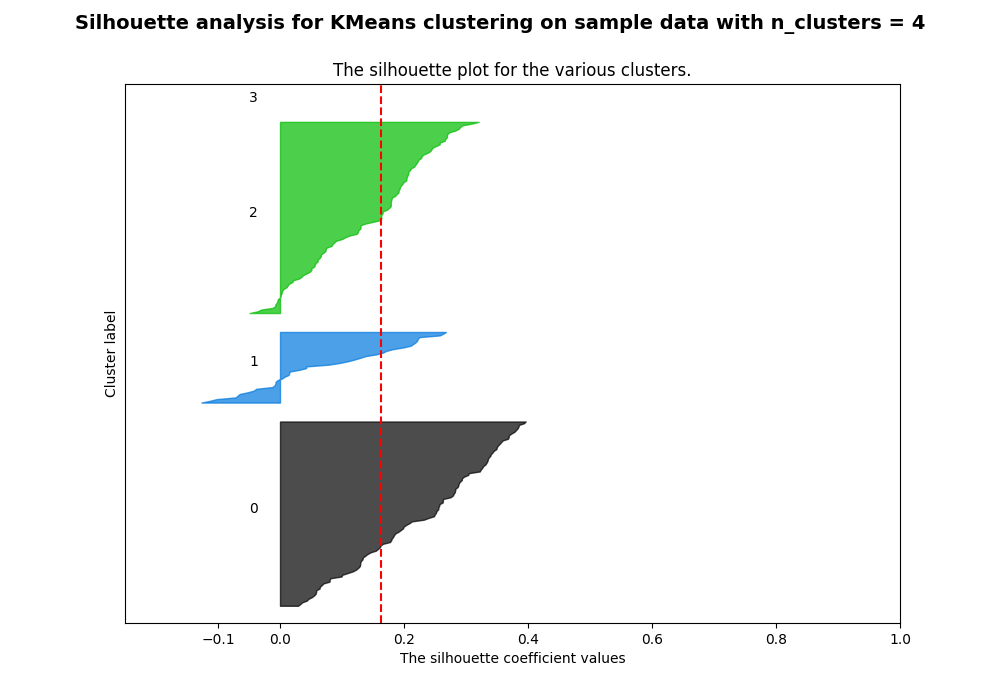 Silhouette analysis for KMeans clustering on sample data with n_clusters = 4
The silhouette plot for the various clusters.
3
2
1
0
Cluster label
−0.1 0.0 0.2 0.4 0.6 0.8 1.0
The silhouette coefficient values